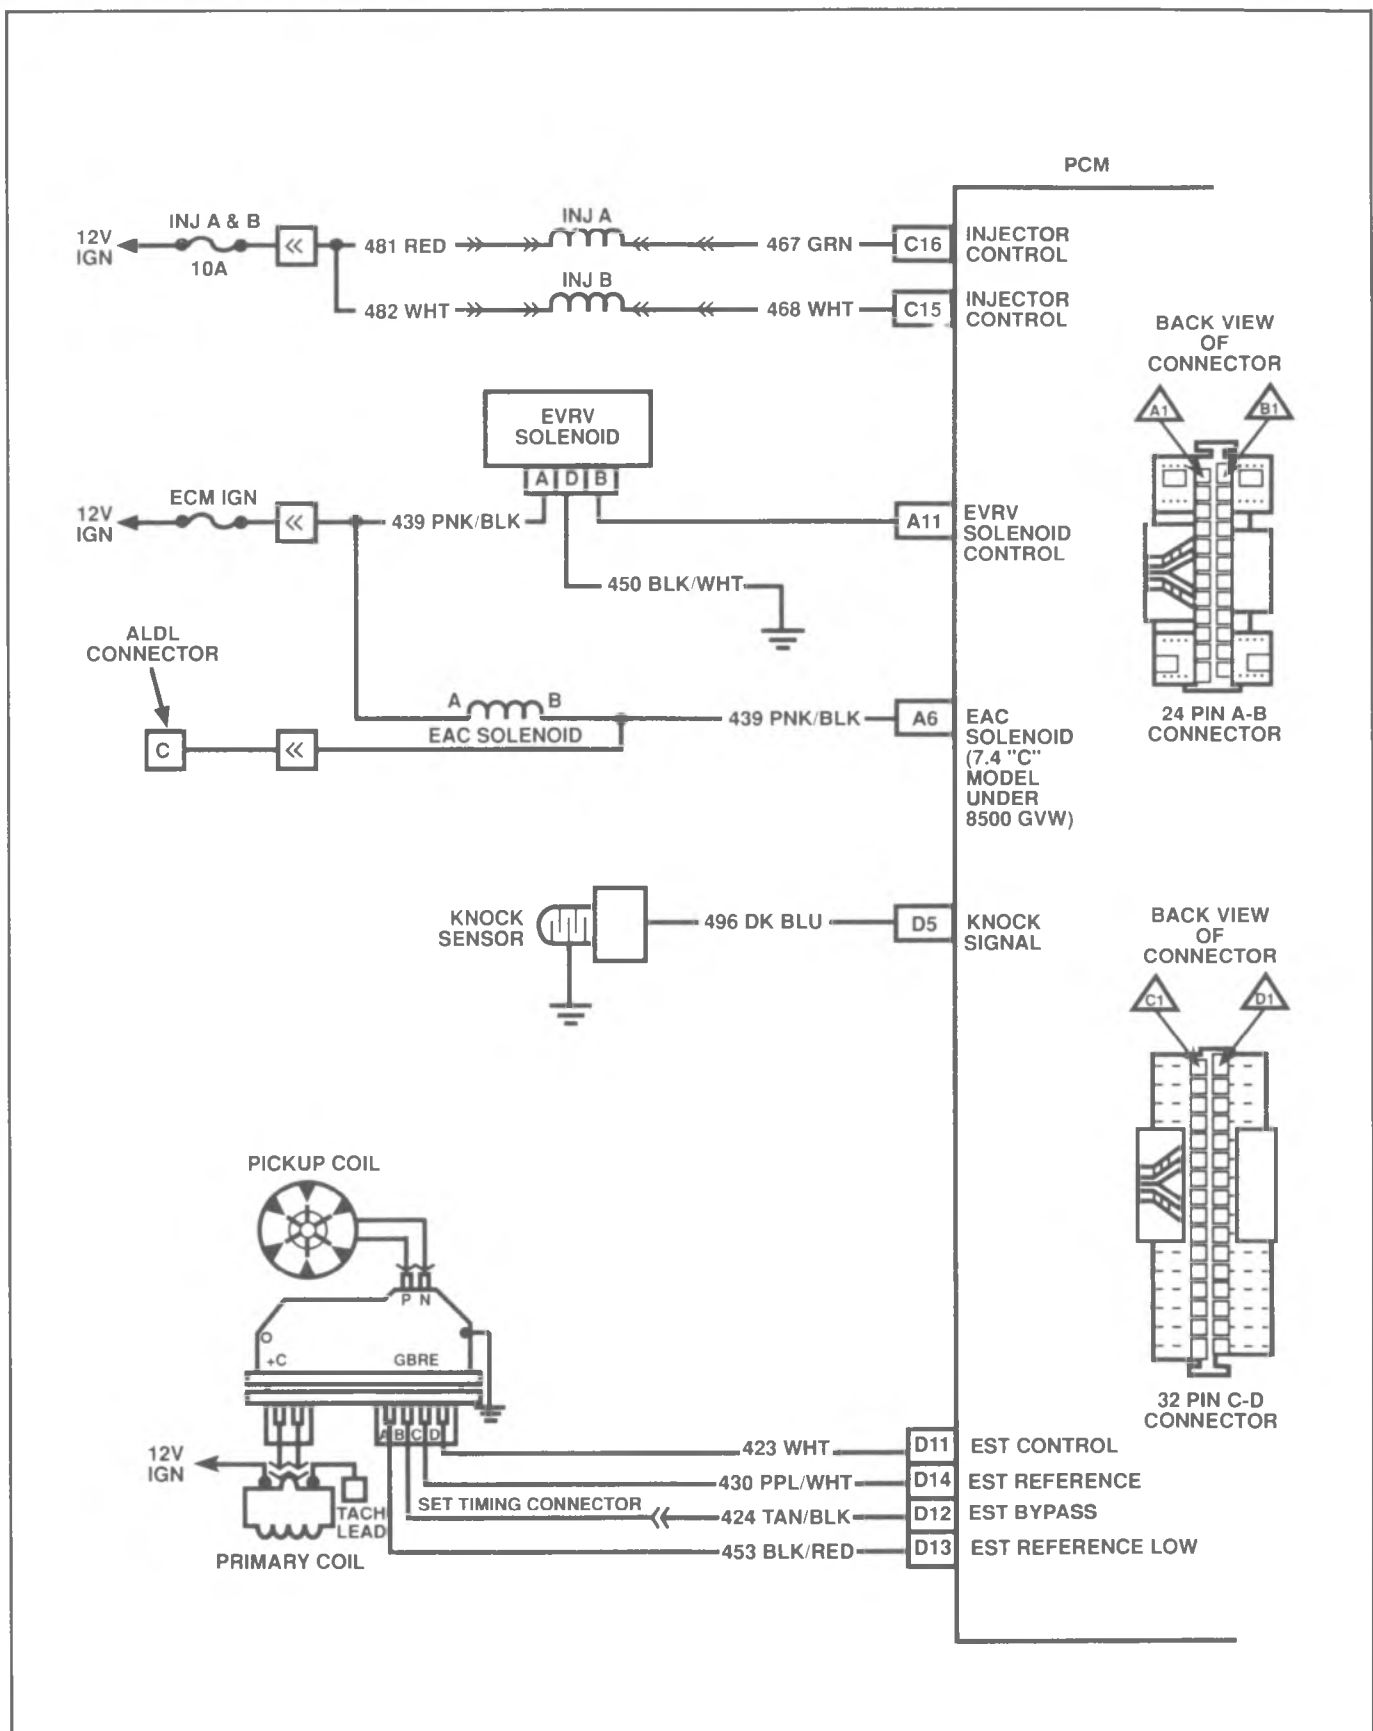 PCM
INJ A & B
12V
IGN
10A
<<
481 RED
INJ A
467 GRN
C16
INJECTOR
CONTROL
482 WHT
INJ B
468 WHT
C15
INJECTOR
CONTROL
BACK VIEW
OF
CONNECTOR
A1
B1
24 PIN A-B
CONNECTOR
EVRV
SOLENOID
A D B
ECM IGN
12V
IGN
<<
439 PNK/BLK
A11
EVRV
SOLENOID
CONTROL
450 BLK/WHT
ALDL
CONNECTOR
C
<<
A
B
EAC SOLENOID
439 PNK/BLK
A6
EAC
SOLENOID
(7.4 "C"
MODEL
UNDER
8500 GVW)
KNOCK
SENSOR
496 DK BLU
D5
KNOCK
SIGNAL
BACK VIEW
OF
CONNECTOR
C1
D1
32 PIN C-D
CONNECTOR
PICKUP COIL
P N
+C
GBRE
A B C D
12V
IGN
TACH
LEAD
PRIMARY COIL
423 WHT
D11
EST CONTROL
430 PPL/WHT
D14
EST REFERENCE
SET TIMING CONNECTOR
424 TAN/BLK
D12
EST BYPASS
453 BLK/RED
D13
EST REFERENCE LOW